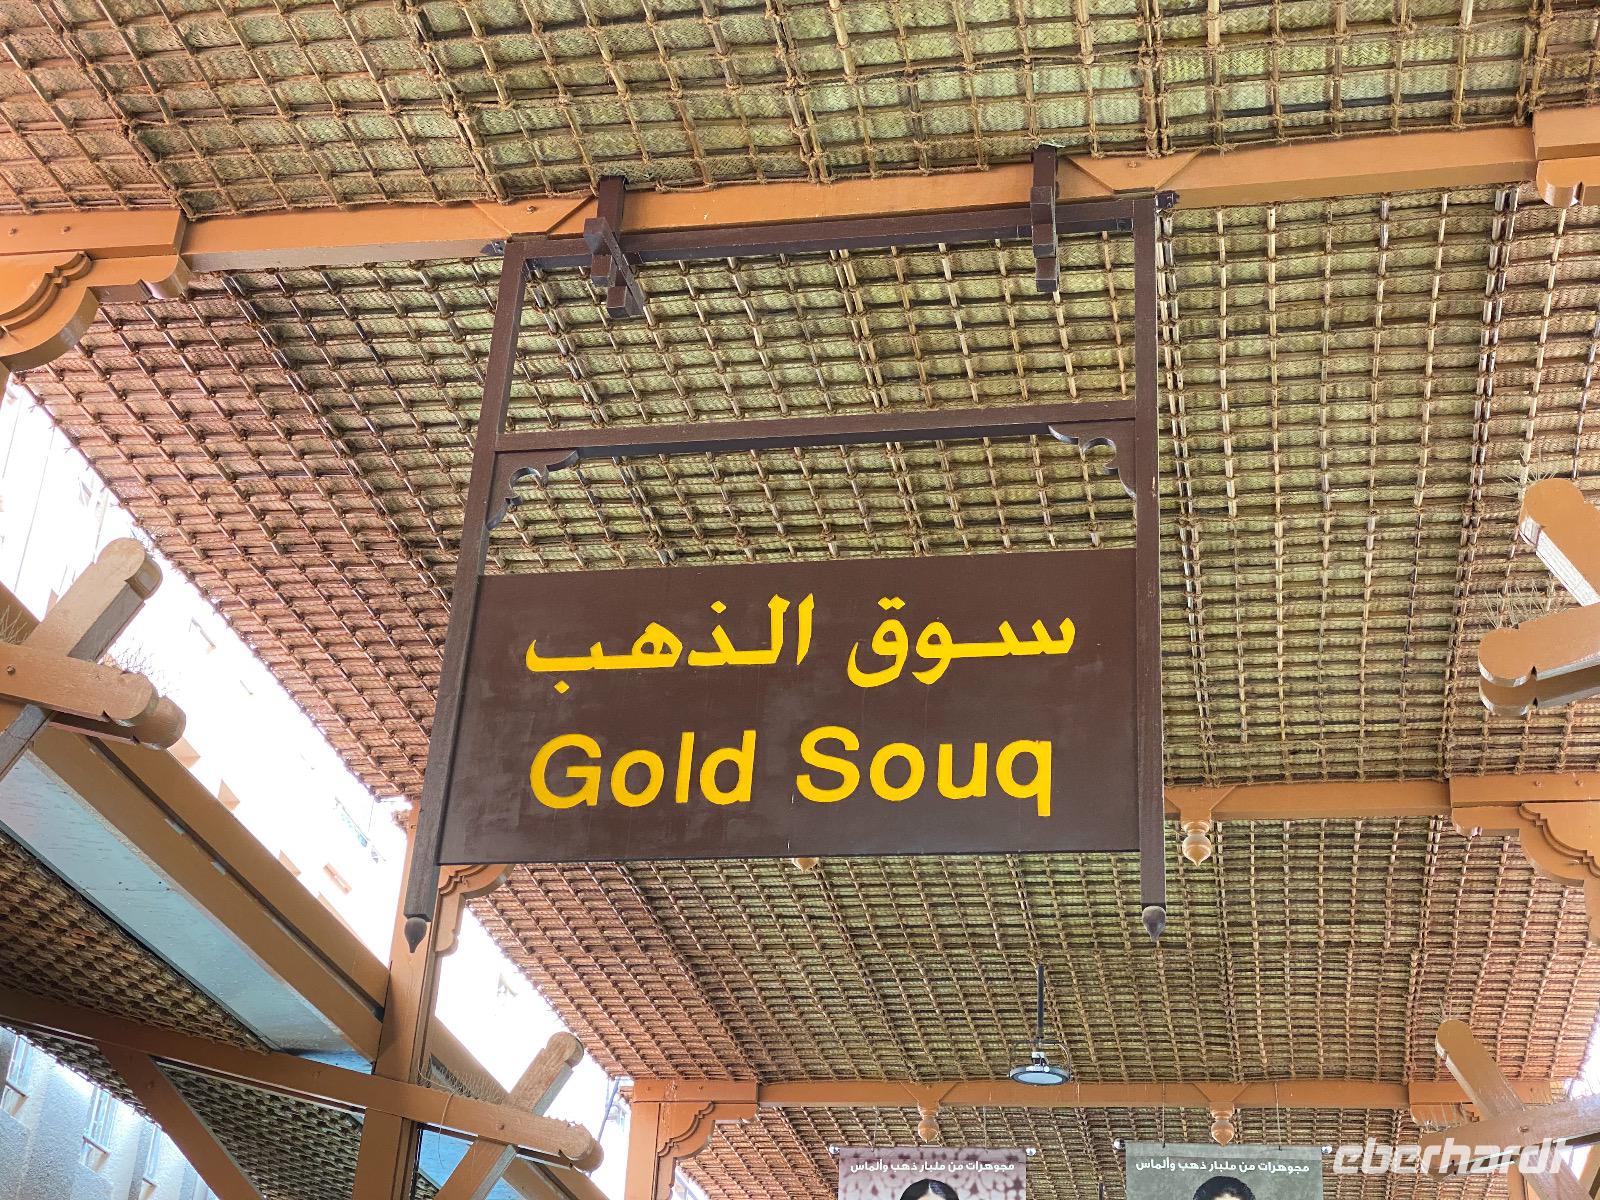 سوق الذهب
Gold Souq
مجوهرات من مليار ذهب وألماس
مجوهرات من مليار ذهب وألماس
eberhardt